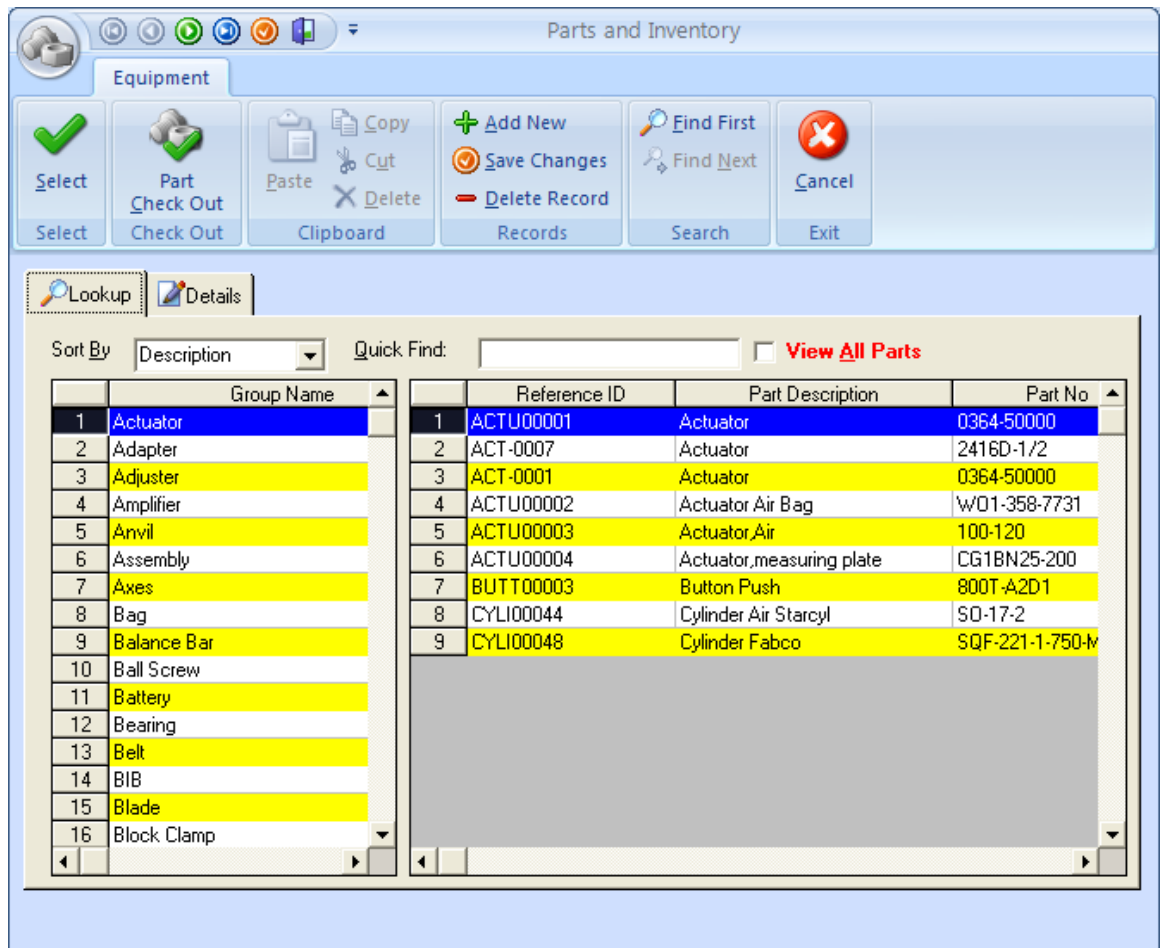 Parts and Inventory
Equipment
Select
Part
Check Out
Paste
Copy
Cut
Delete
Add New
Save Changes
Delete Record
Find First
Find Next
Cancel
Select
Check Out
Clipboard
Records
Search
Exit
Lookup
Details
Sort By
Description
Quick Find:
View All Parts
Group Name
1 Actuator
2 Adapter
3 Adjuster
4 Amplifier
5 Anvil
6 Assembly
7 Axes
8 Bag
9 Balance Bar
10 Ball Screw
11 Battery
12 Bearing
13 Belt
14 BIB
15 Blade
16 Block Clamp
Reference ID Part Description Part No
1 ACTU00001 Actuator 0364-50000
2 ACT-0007 Actuator 2416D-1/2
3 ACT-0001 Actuator 0364-50000
4 ACTU00002 Actuator Air Bag WO1-358-7731
5 ACTU00003 Actuator,Air 100-120
6 ACTU00004 Actuator,measuring plate CG1BN25-200
7 BUTT00003 Button Push 800T-A2D1
8 CYLI00044 Cylinder Air Starcyl SO-17-2
9 CYLI00048 Cylinder Fabco SQF-221-1-750-M